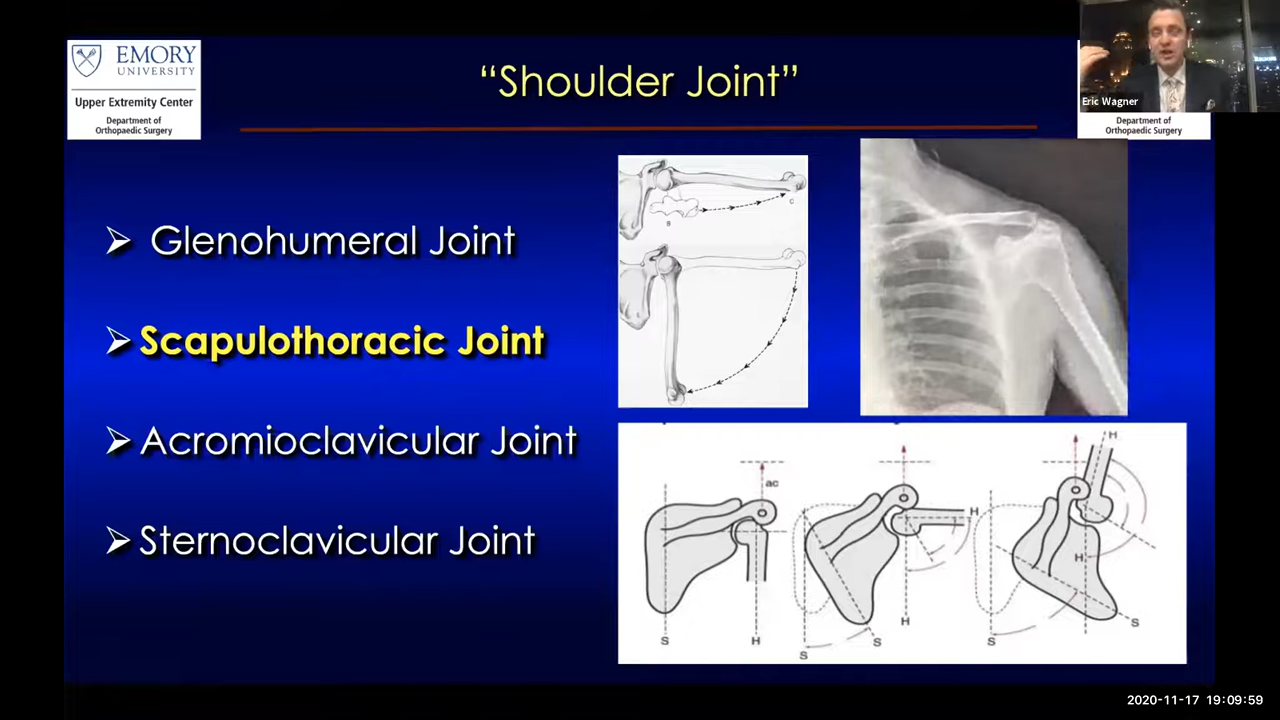 EMORY
UNIVERSITY
Upper Extremity Center
Department of
Orthopaedic Surgery
“Shoulder Joint”
Eric Wagner
Department of
Orthopaedic Surgery
➢ Glenohumeral Joint
➢ Scapulothoracic Joint
➢ Acromioclavicular Joint
➢ Sternoclavicular Joint
C
B
ac
S
H
H
S
S
H
H
S
S
2020-11-17 19:09:59